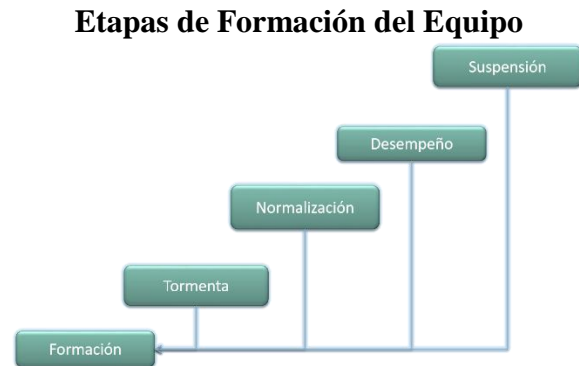 Etapas de Formación del Equipo
Suspensión
Desempeño
Normalización
Tormenta
Formación